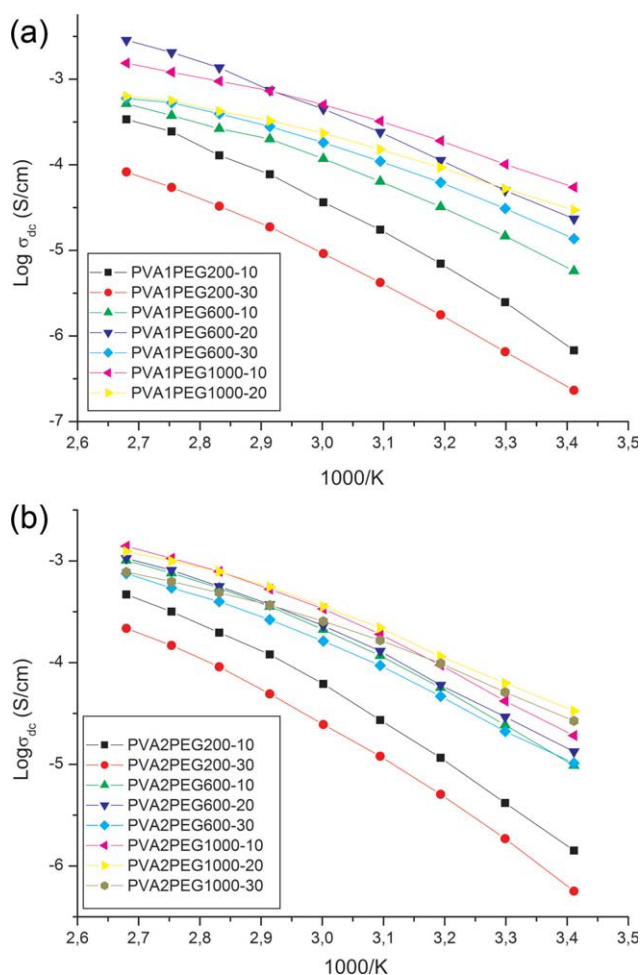 (a)
-3
-4
-5
-6
-7
Log σdc (S/cm)
PVA1PEG200-10
PVA1PEG200-30
PVA1PEG600-10
PVA1PEG600-20
PVA1PEG600-30
PVA1PEG1000-10
PVA1PEG1000-20
2,6 2,7 2,8 2,9 3,0 3,1 3,2 3,3 3,4 3,5
1000/K
(b)
-3
-4
-5
-6
Logσdc (S/cm)
PVA2PEG200-10
PVA2PEG200-30
PVA2PEG600-10
PVA2PEG600-20
PVA2PEG600-30
PVA2PEG1000-10
PVA2PEG1000-20
PVA2PEG1000-30
2,6 2,7 2,8 2,9 3,0 3,1 3,2 3,3 3,4 3,5
1000/K